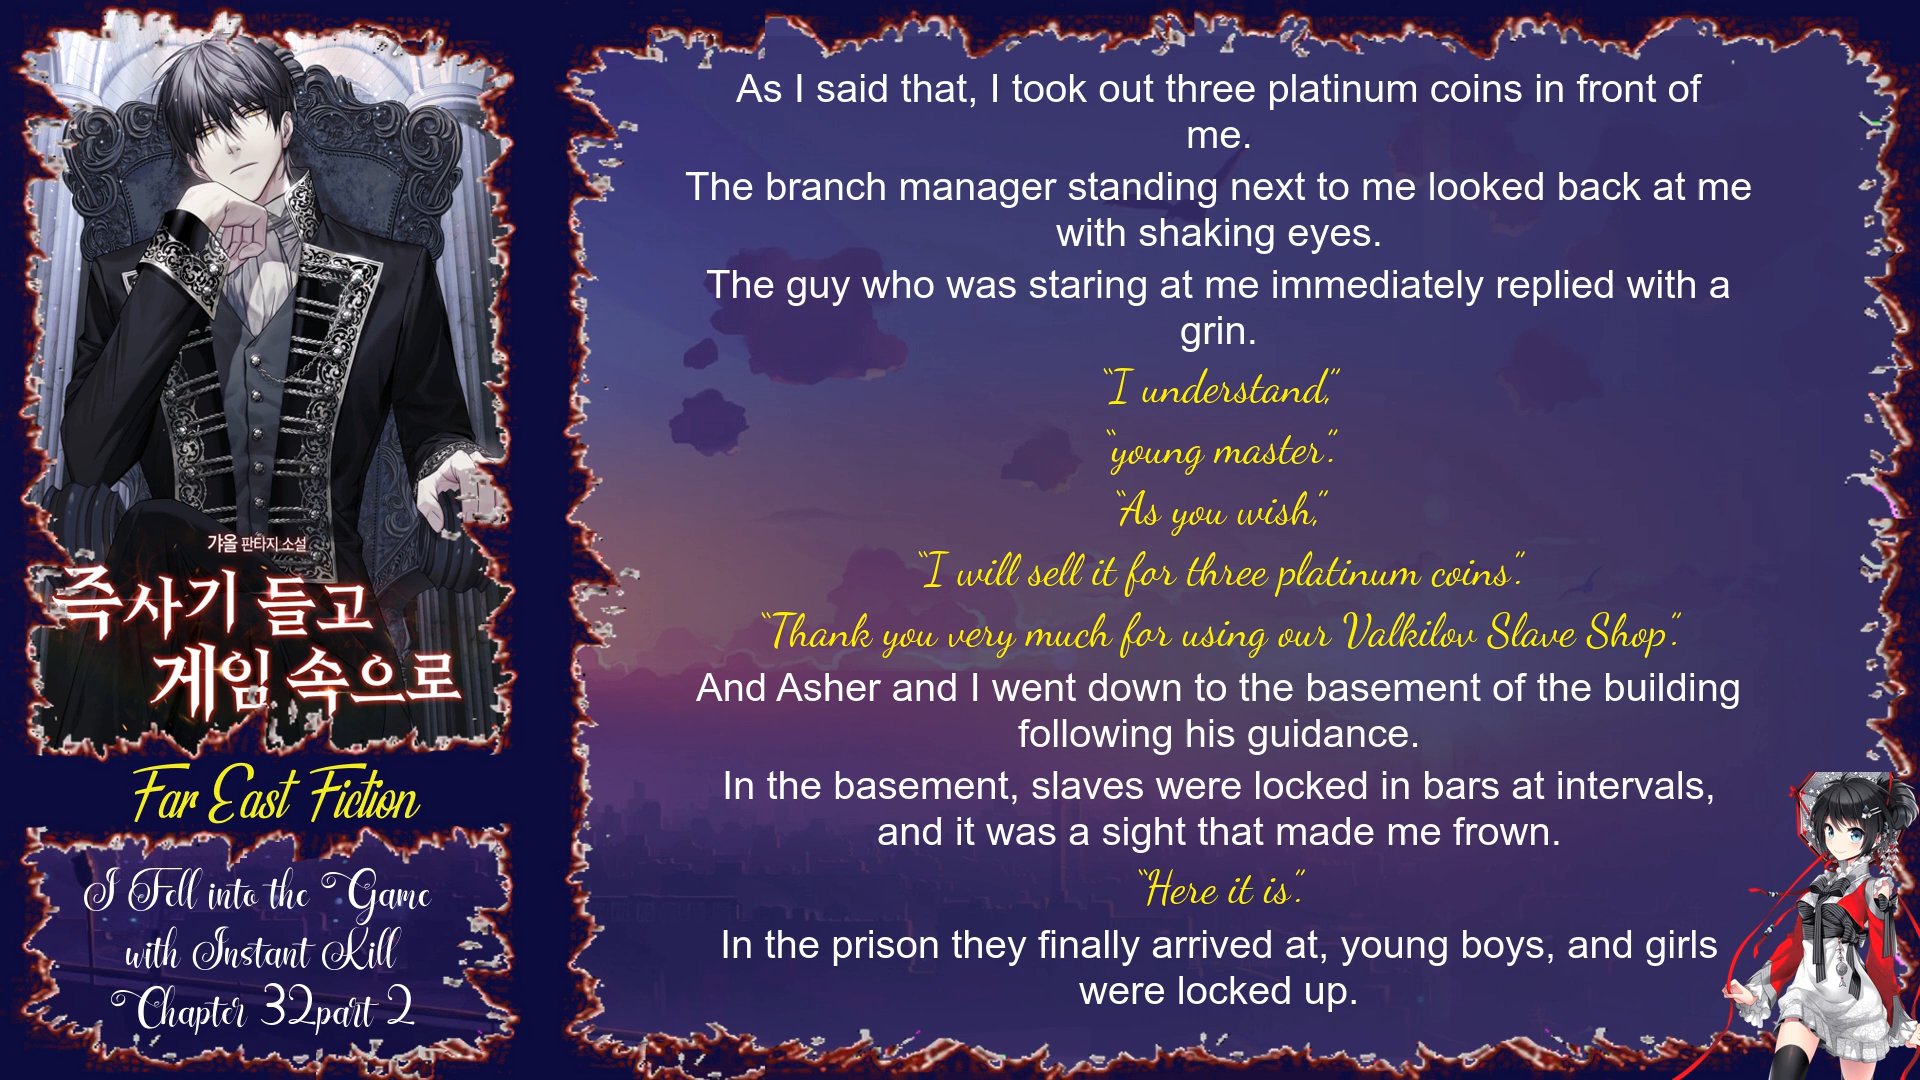 갸올 판타지 소설
즉사기 들고
게임 속으로
Far East Fiction
I Fell into the Game
with Instant Kill
Chapter 32part 2
As I said that, I took out three platinum coins in front of
me.
The branch manager standing next to me looked back at me
with shaking eyes.
The guy who was staring at me immediately replied with a
grin.
“I understand,”
“young master”.
“As you wish,”
“I will sell it for three platinum coins”.
“Thank you very much for using our Valkilov Slave Shop”.
And Asher and I went down to the basement of the building
following his guidance.
In the basement, slaves were locked in bars at intervals,
and it was a sight that made me frown.
“Here it is”.
In the prison they finally arrived at, young boys, and girls
were locked up.